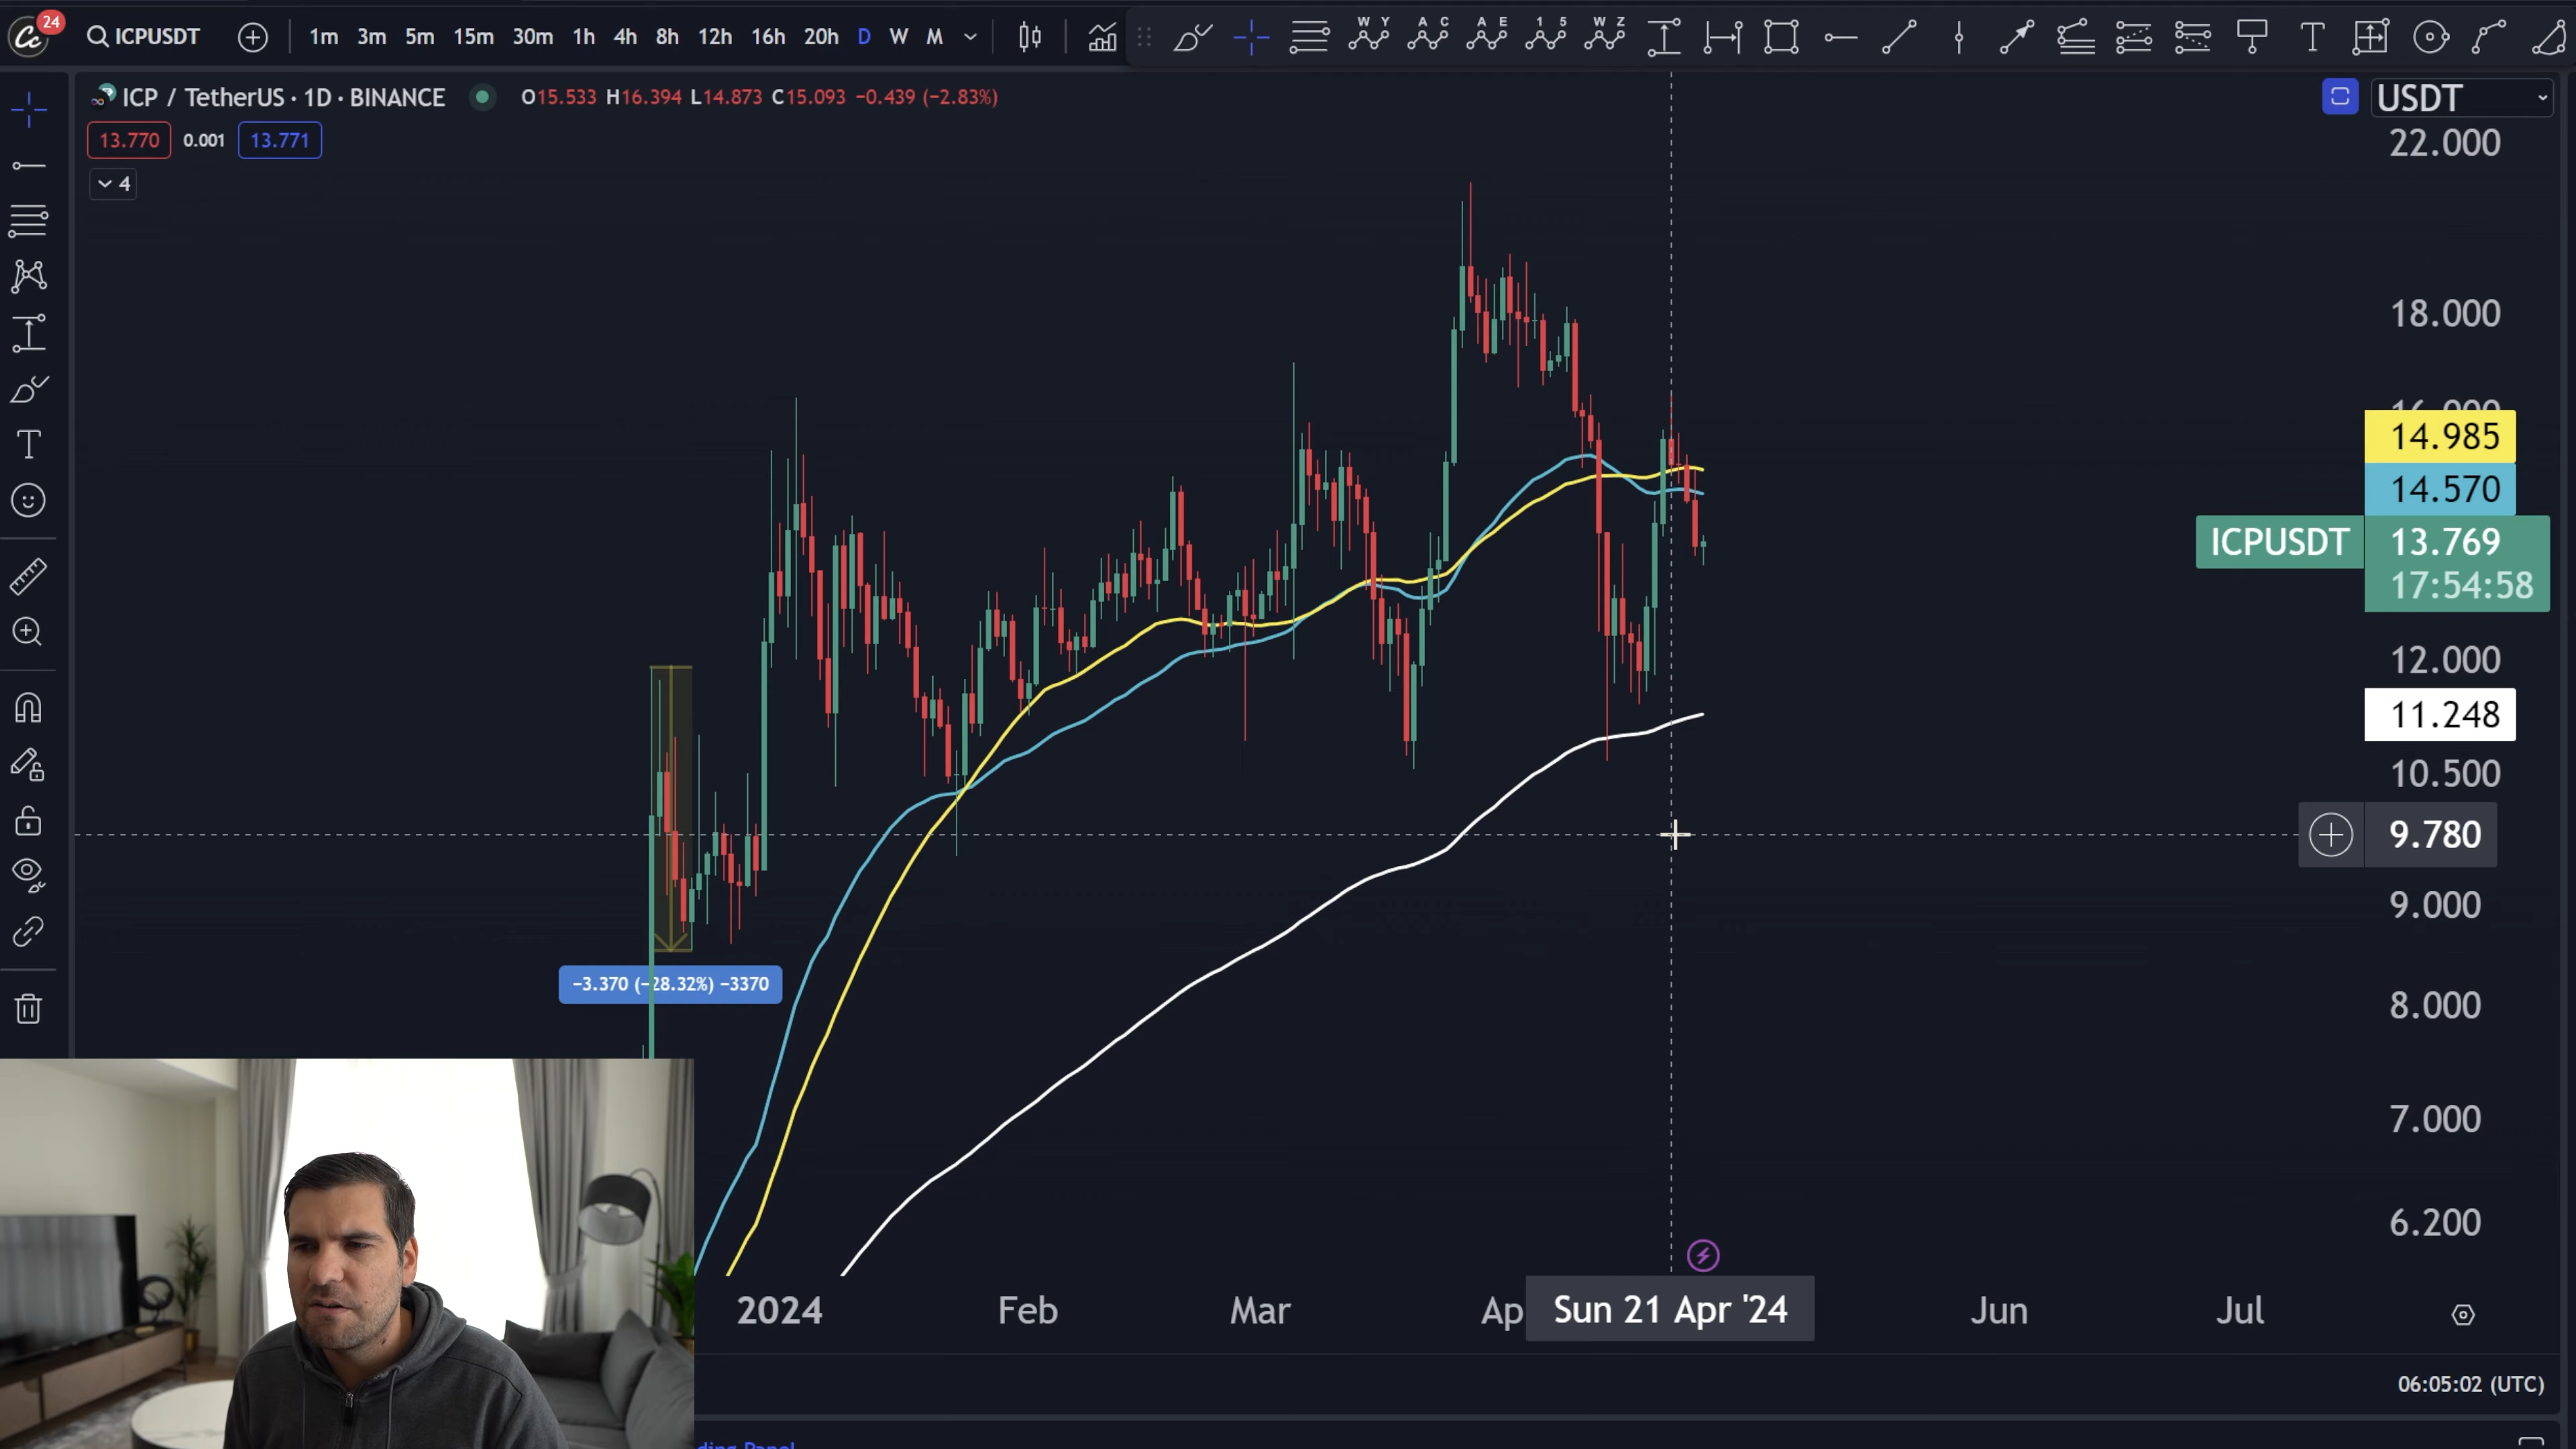 24
Cc ICPUSDT 1m 3m 5m 15m 30m 1h 4h 8h 12h 16h 20h D W M
W Y A C A E 1 5 W Z T
ICP / TetherUS · 1D · BINANCE O15.533 H16.394 L14.873 C15.093 −0.439 (−2.83%)
USDT
13.770 0.001 13.771
4
22.000
18.000
14.985
14.570
ICPUSDT 13.769
17:54:58
12.000
11.248
10.500
9.780
9.000
8.000
7.000
6.200
−3.370 (−28.32%) −3370
2024 Feb Mar Ap Sun 21 Apr '24 Jun Jul
06:05:02 (UTC)